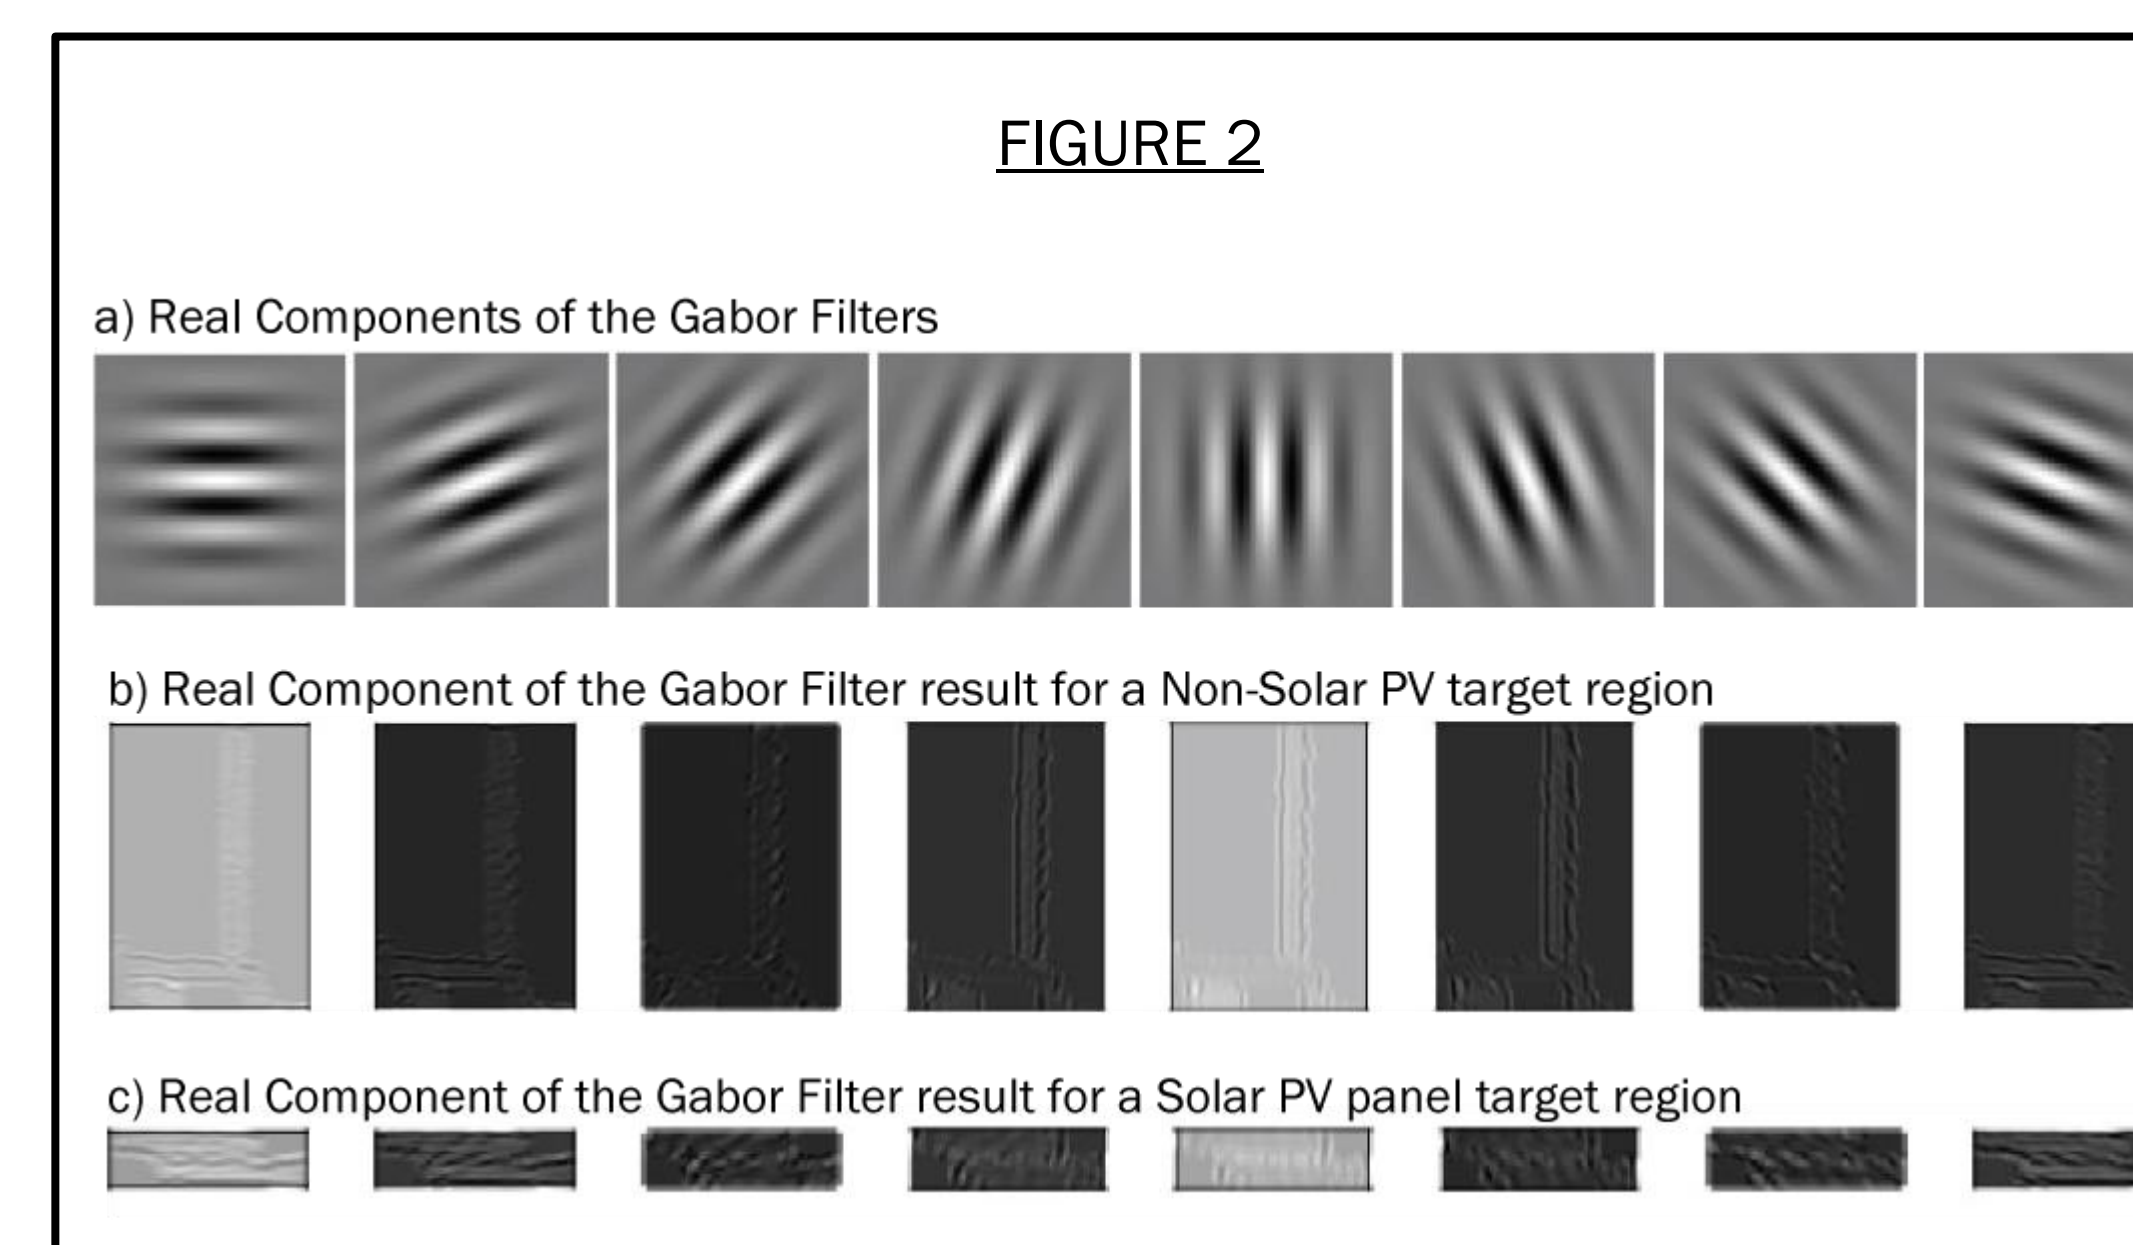 FIGURE 2
a) Real Components of the Gabor Filters
b) Real Component of the Gabor Filter result for a Non-Solar PV target region
c) Real Component of the Gabor Filter result for a Solar PV panel target region